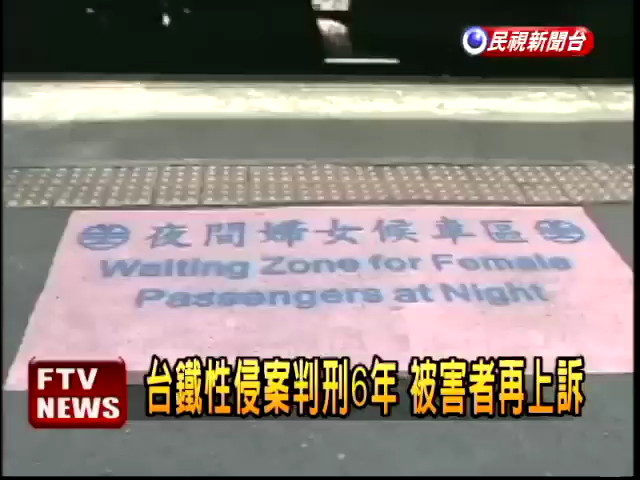 民視新聞台
夜間婦女候車區
Waiting Zone for Female
Passengers at Night
FTV
NEWS
台鐵性侵案判刑6年 被害者再上訴